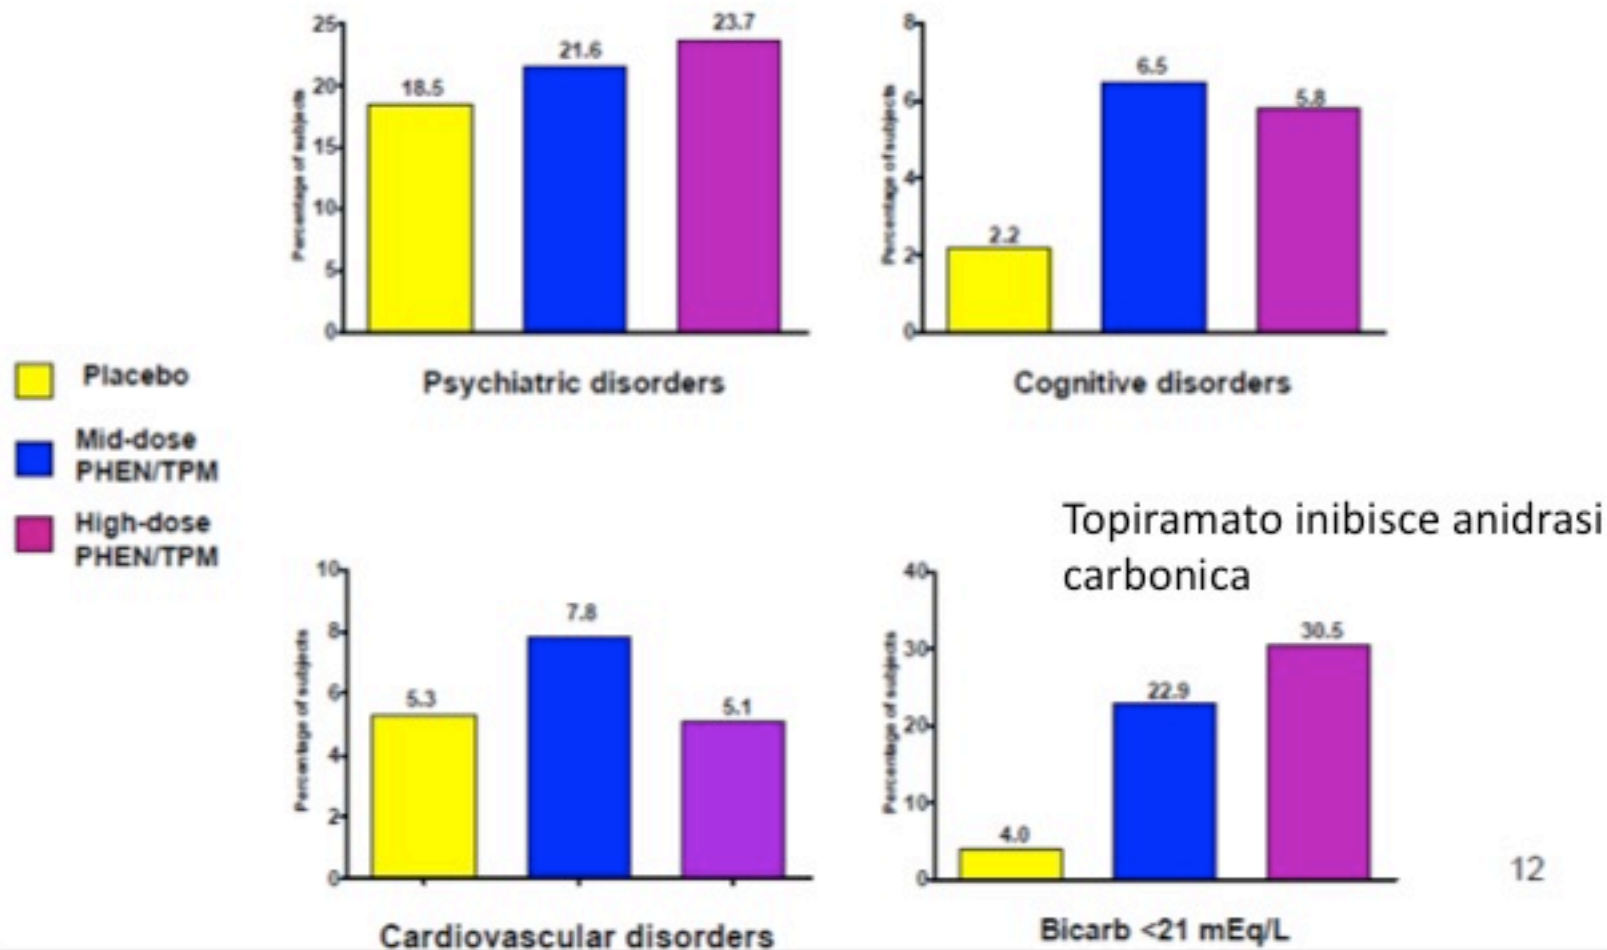 25
23.7
21.6
20
18.5
15
10
5
0
Percentage of subjects
Psychiatric disorders
8
6.5
6
5.8
4
2.2
2
0
Percentage of subjects
Cognitive disorders
Placebo
Mid-dose
PHEN/TPM
High-dose
PHEN/TPM
10
8
7.8
6
5.3
5.1
4
2
0
Percentage of subjects
Cardiovascular disorders
Topiramato inibisce anidrasi
carbonica
40
30.5
30
22.9
20
10
4.0
0
Percentage of subjects
Bicarb <21 mEq/L
12